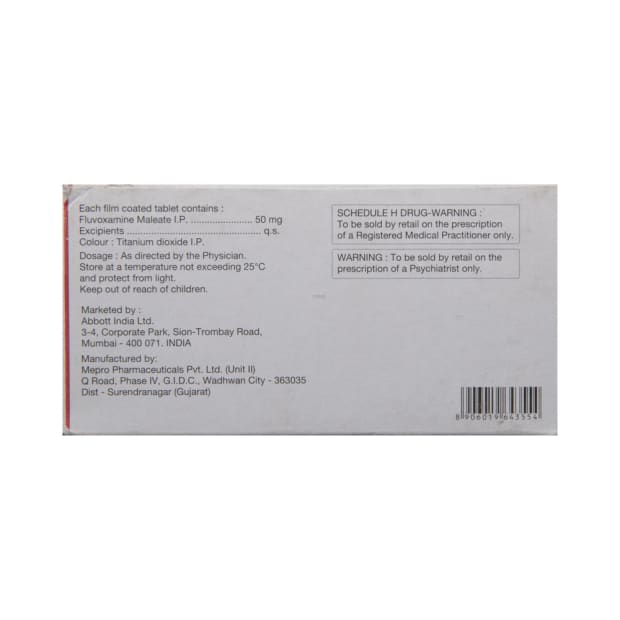 Each film coated tablet contains :
Fluvoxamine Maleate I.P. ....................... 50 mg
Excipients ................................................ q.s.
Colour : Titanium dioxide I.P.
Dosage : As directed by the Physician.
Store at a temperature not exceeding 25°C
and protect from light.
Keep out of reach of children.
Marketed by :
Abbott India Ltd.
3-4, Corporate Park, Sion-Trombay Road,
Mumbai - 400 071. INDIA
Manufactured by:
Mepro Pharmaceuticals Pvt. Ltd. (Unit II)
Q Road, Phase IV, G.I.D.C., Wadhwan City - 363035
Dist - Surendranagar (Gujarat)
SCHEDULE H DRUG-WARNING :
To be sold by retail on the prescription
of a Registered Medical Practitioner only.
WARNING : To be sold by retail on the
prescription of a Psychiatrist only.
8 906019 643554